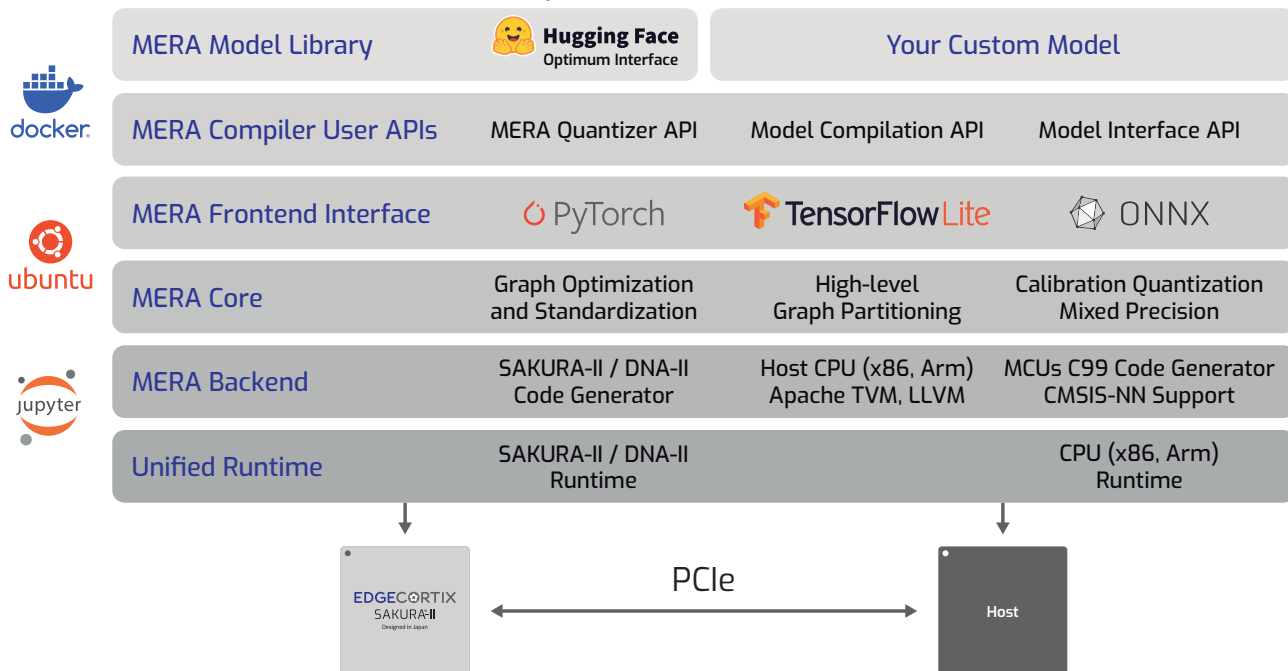 MERA Model Library
Hugging Face
Optimum Interface
Your Custom Model
docker
MERA Compiler User APIs
MERA Quantizer API
Model Compilation API
Model Interface API
ubuntu
MERA Frontend Interface
PyTorch
TensorFlow Lite
ONNX
MERA Core
Graph Optimization
and Standardization
High-level
Graph Partitioning
Calibration Quantization
Mixed Precision
jupyter
MERA Backend
SAKURA-II / DNA-II
Code Generator
Host CPU (x86, Arm)
Apache TVM, LLVM
MCUs C99 Code Generator
CMSIS-NN Support
Unified Runtime
SAKURA-II / DNA-II
Runtime
CPU (x86, Arm)
Runtime
EDGECORTIX
SAKURA-II
Designed in Japan
PCIe
Host